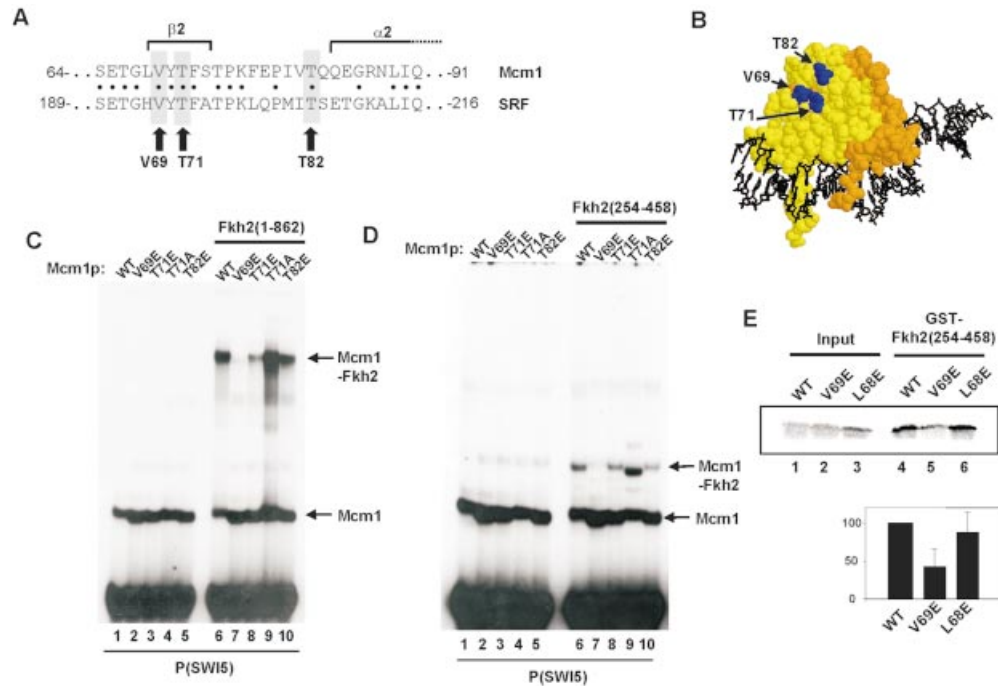 A
β2
α2
64-... SETGLVYTFSTPKFEPIVTQQEGRNLIQ ..-91 Mcm1
189-... SETGHVYTFATPKLQPMITSETGKALIQ ..-216 SRF
V69 T71 T82
B
T82
V69
T71
C
Fkh2(1-862)
Mcm1p: WT V69E T71E T71A T82E WT V69E T71E T71A T82E
Mcm1
-Fkh2
Mcm1
1 2 3 4 5 6 7 8 9 10
P(SWI5)
D
Fkh2(254-458)
Mcm1p: WT V69E T71E T71A T82E WT V69E T71E T71A T82E
Mcm1
-Fkh2
Mcm1
1 2 3 4 5 6 7 8 9 10
P(SWI5)
E
Input
GST-
Fkh2(254-458)
WT V69E L68E WT V69E L68E
1 2 3 4 5 6
100
50
0
WT V69E L68E